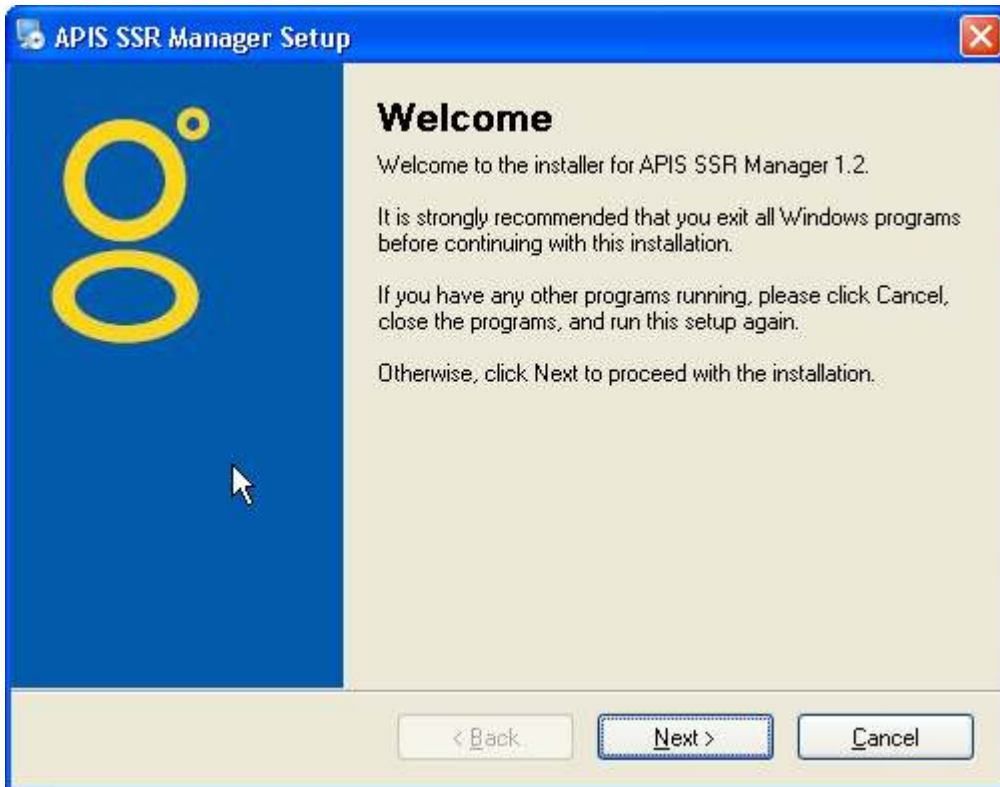 APIS SSR Manager Setup
Welcome
Welcome to the installer for APIS SSR Manager 1.2.
It is strongly recommended that you exit all Windows programs
before continuing with this installation.
If you have any other programs running, please click Cancel,
close the programs, and run this setup again.
Otherwise, click Next to proceed with the installation.
< Back
Next >
Cancel